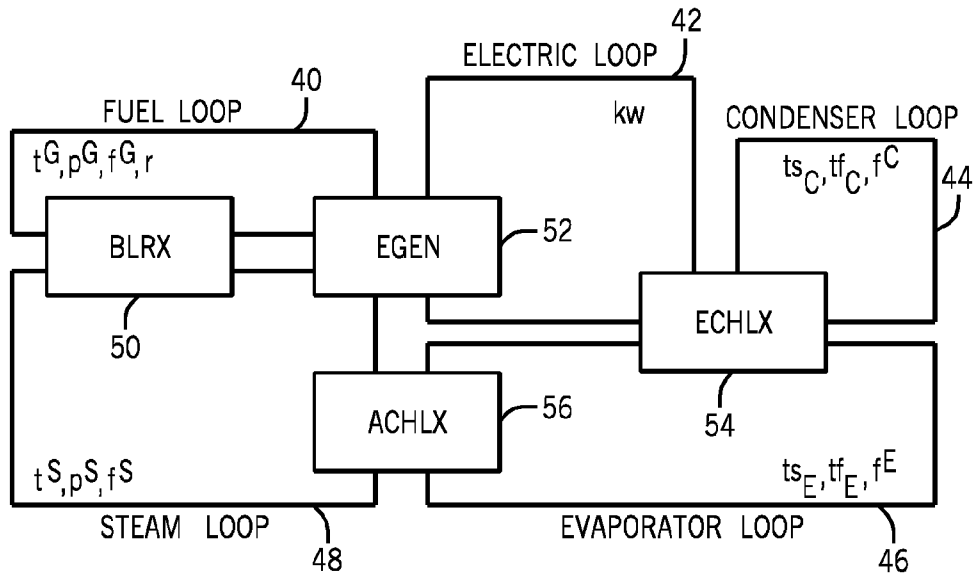 42
ELECTRIC LOOP
40
FUEL LOOP
kw
CONDENSER LOOP
tG,pG,fG,r
tsC,tfC,fC
44
BLRX
EGEN
52
50
ECHLX
54
ACHLX
56
tS,pS,fS
tsE,tfE,fE
STEAM LOOP
48
EVAPORATOR LOOP
46